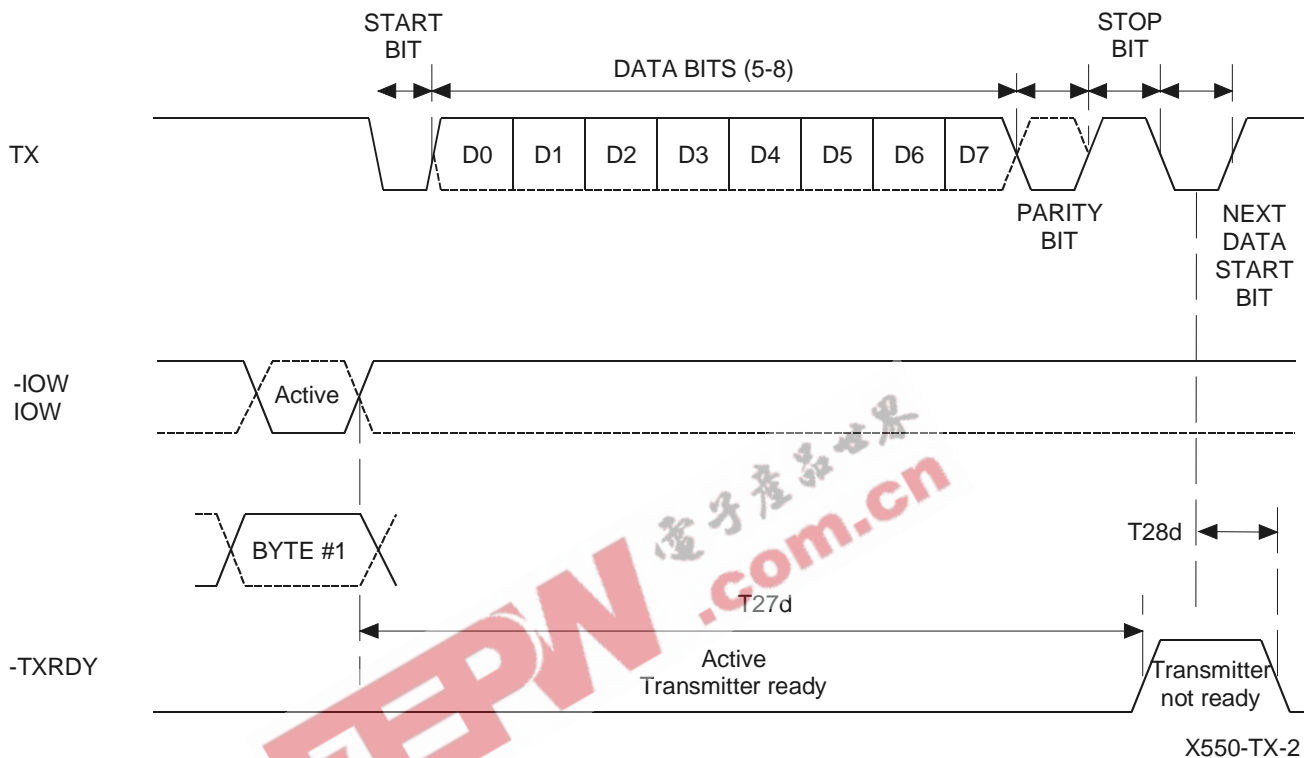 START
BIT
STOP
BIT
DATA BITS (5-8)
TX
D0 D1 D2 D3 D4 D5 D6 D7
PARITY
BIT
NEXT
DATA
START
BIT
-IOW
IOW
Active
BYTE #1
T28d
T27d
-TXRDY
Active
Transmitter ready
Transmitter
not ready
X550-TX-2
電子產品世界
.com.cn
EEPW